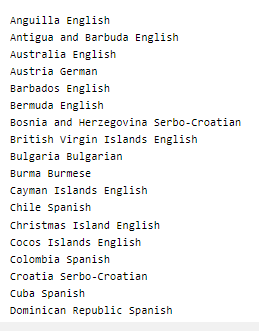 Anguilla English
Antigua and Barbuda English
Australia English
Austria German
Barbados English
Bermuda English
Bosnia and Herzegovina Serbo-Croatian
British Virgin Islands English
Bulgaria Bulgarian
Burma Burmese
Cayman Islands English
Chile Spanish
Christmas Island English
Cocos Islands English
Colombia Spanish
Croatia Serbo-Croatian
Cuba Spanish
Dominican Republic Spanish